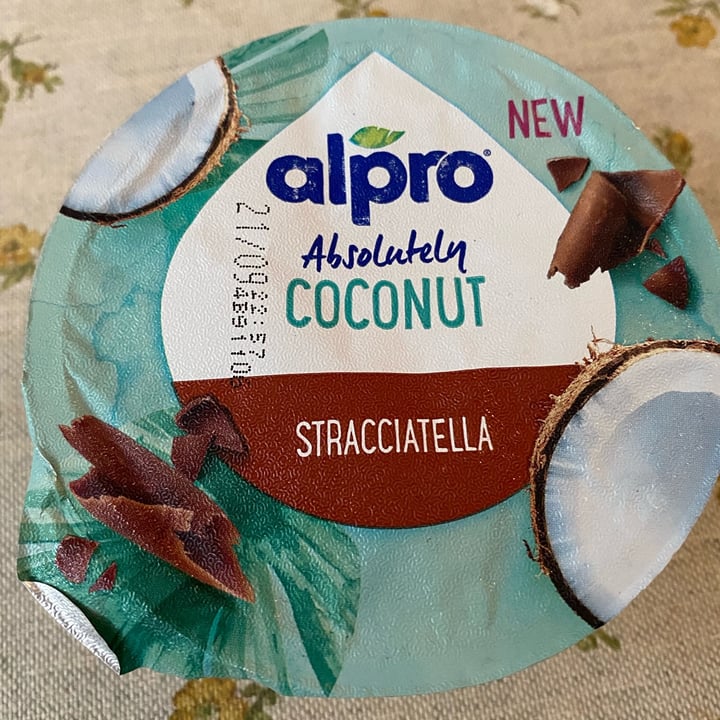 NEW
alpro®
Absolutely
COCONUT
STRACCIATELLA